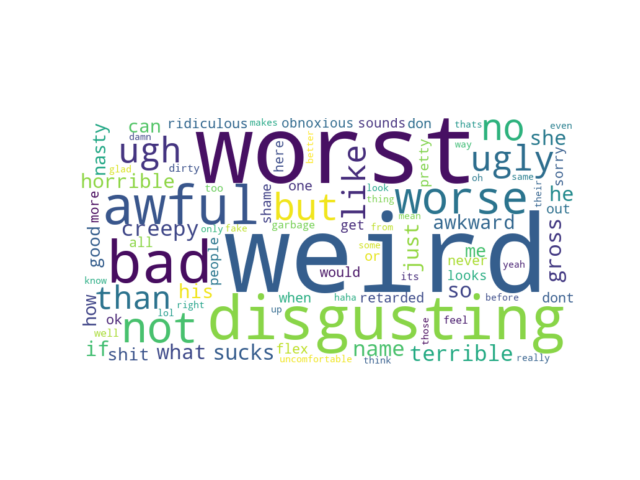 worst
weird
disgusting
awful
bad
worse
not
but
ugly
than
ugh
no
like
terrible
she
he
gross
horrible
creepy
nasty
can
ridiculous
makes
obnoxious
sounds
don
thats
even
damn
glad
dirty
here
better
pretty
way
oh
same
their
sorry
out
more
too
one
shame
look
thing
get
awkward
just
mean
me
good
all
only
fake
garbage
some
from
or
never
people
would
its
yeah
looks
know
how
right
his
when
haha
retarded
so
before
dont
ok
lol
up
those
feel
well
if
shit
what
sucks
flex
uncomfortable
name
think
really